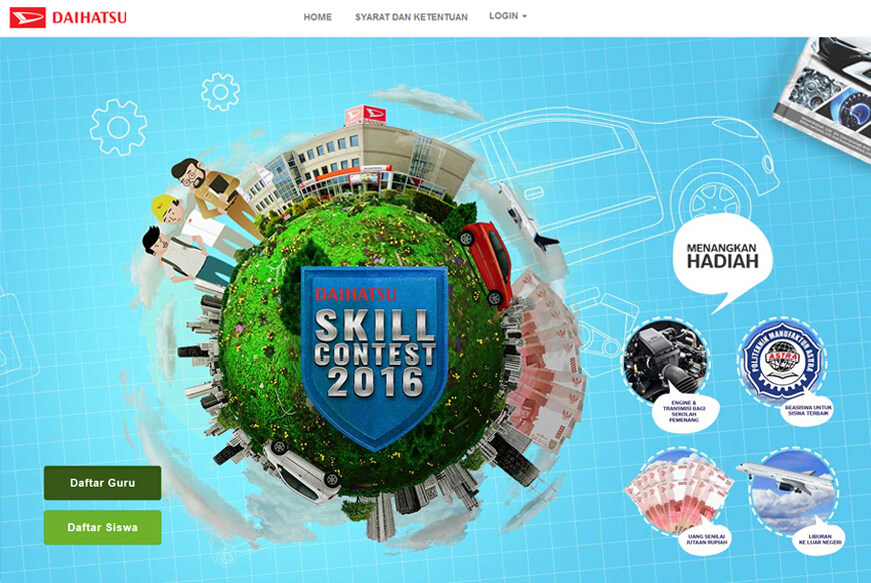 DAIHATSU
HOME
SYARAT DAN KETENTUAN
LOGIN
DAIHATSU
SKILL
CONTEST
2016
MENANGKAN
HADIAH
ENGINE &
TRANSMISI BAGI
SEKOLAH
PEMENANG
POLITEKNIK MANUFAKTUR ASTRA
ASTRA
BEASISWA UNTUK
SISWA TERBAIK
Daftar Guru
Daftar Siswa
UANG SENILAI
JUTAAN RUPIAH
LIBURAN
KE LUAR NEGERI